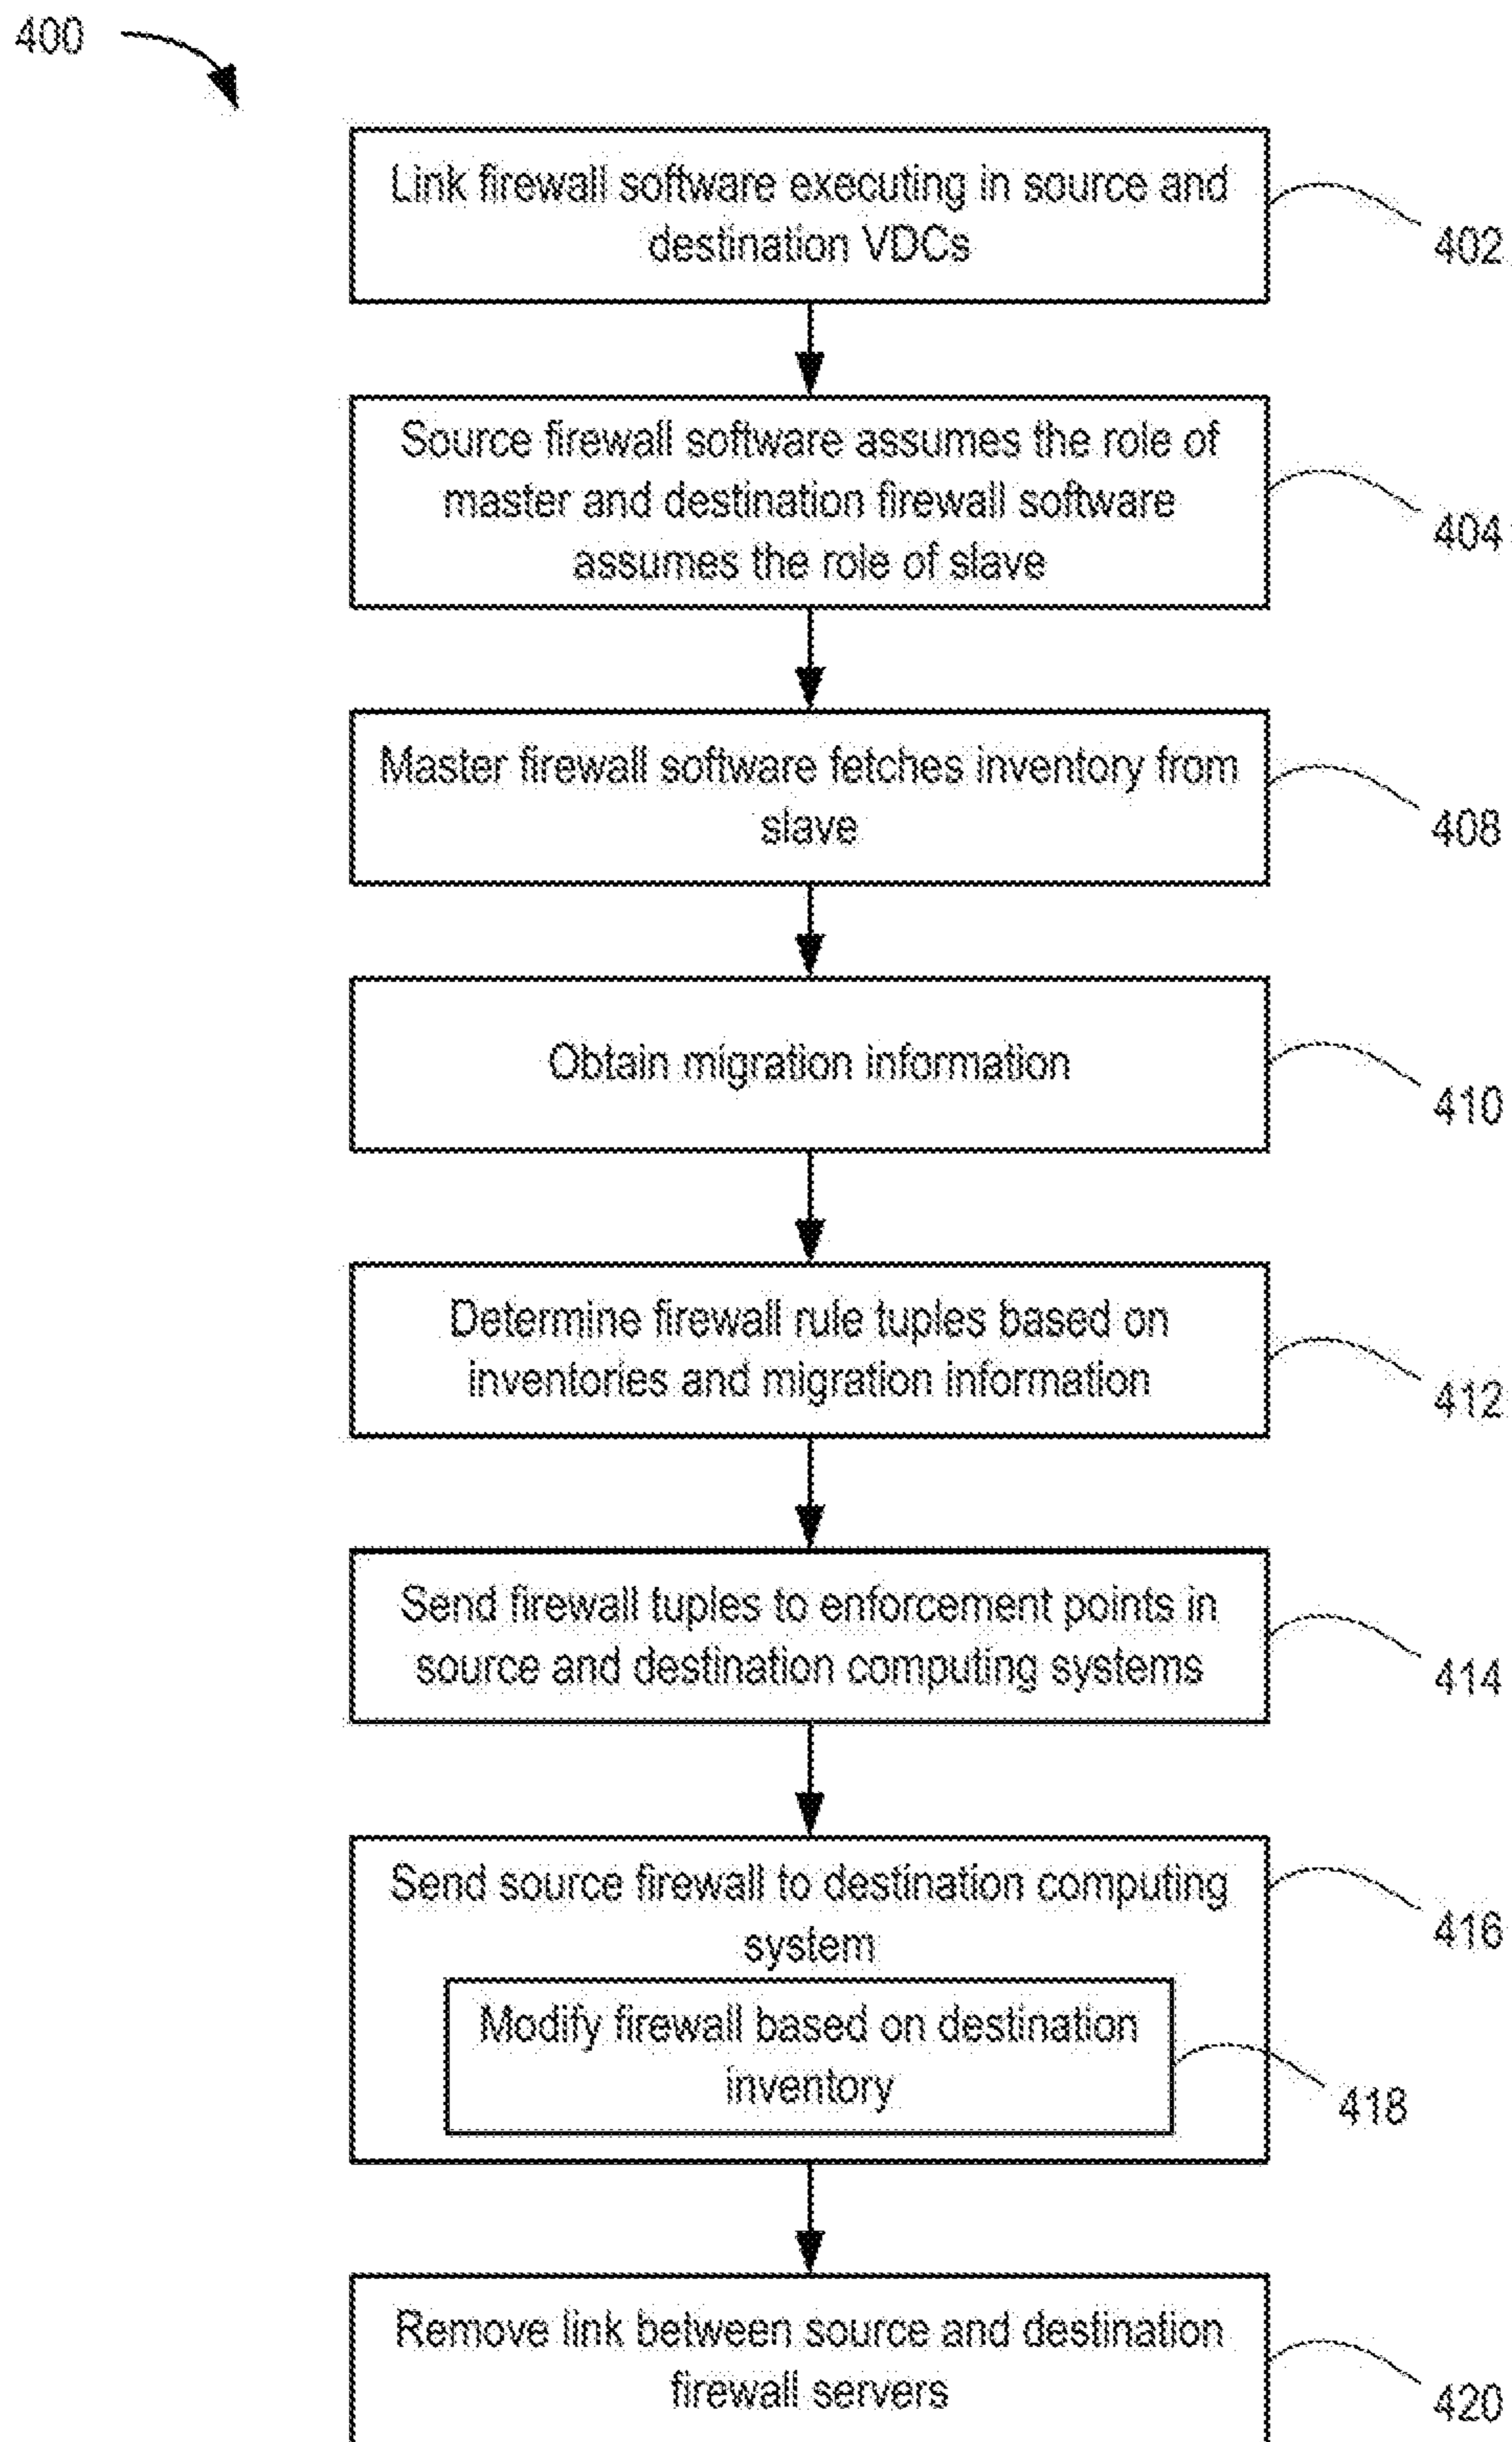 400
Link firewall software executing in source and
destination VDCs
402
Source firewall software assumes the role of
master and destination firewall software
assumes the role of slave
404
Master firewall software fetches inventory from
slave
408
Obtain migration information
410
Determine firewall rule tuples based on
inventories and migration information
412
Send firewall tuples to enforcement points in
source and destination computing systems
414
Send source firewall to destination computing
system
416
Modify firewall based on destination
inventory
418
Remove link between source and destination
firewall servers
420